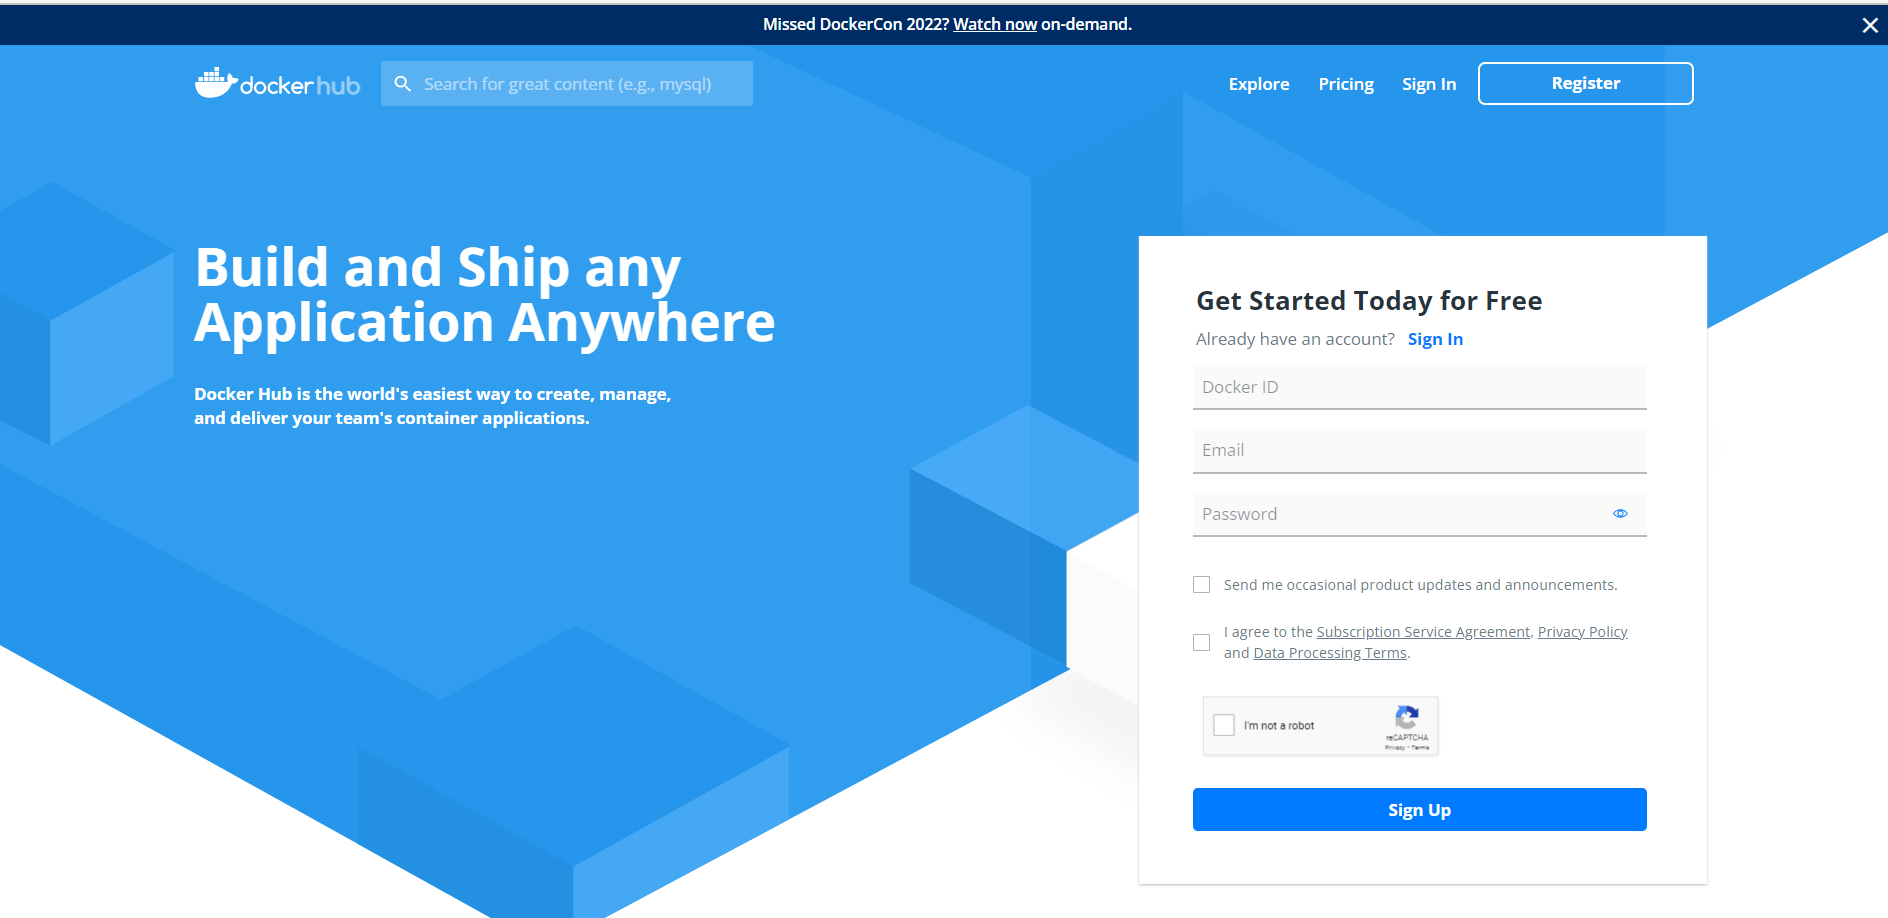 Missed DockerCon 2022? Watch now on-demand.
docker hub
Search for great content (e.g., mysql)
Explore
Pricing
Sign In
Register
Build and Ship any
Application Anywhere
Docker Hub is the world's easiest way to create, manage,
and deliver your team's container applications.
Get Started Today for Free
Already have an account? Sign In
Docker ID
Email
Password
Send me occasional product updates and announcements.
I agree to the Subscription Service Agreement, Privacy Policy
and Data Processing Terms.
I'm not a robot
reCAPTCHA
Privacy - Terms
Sign Up